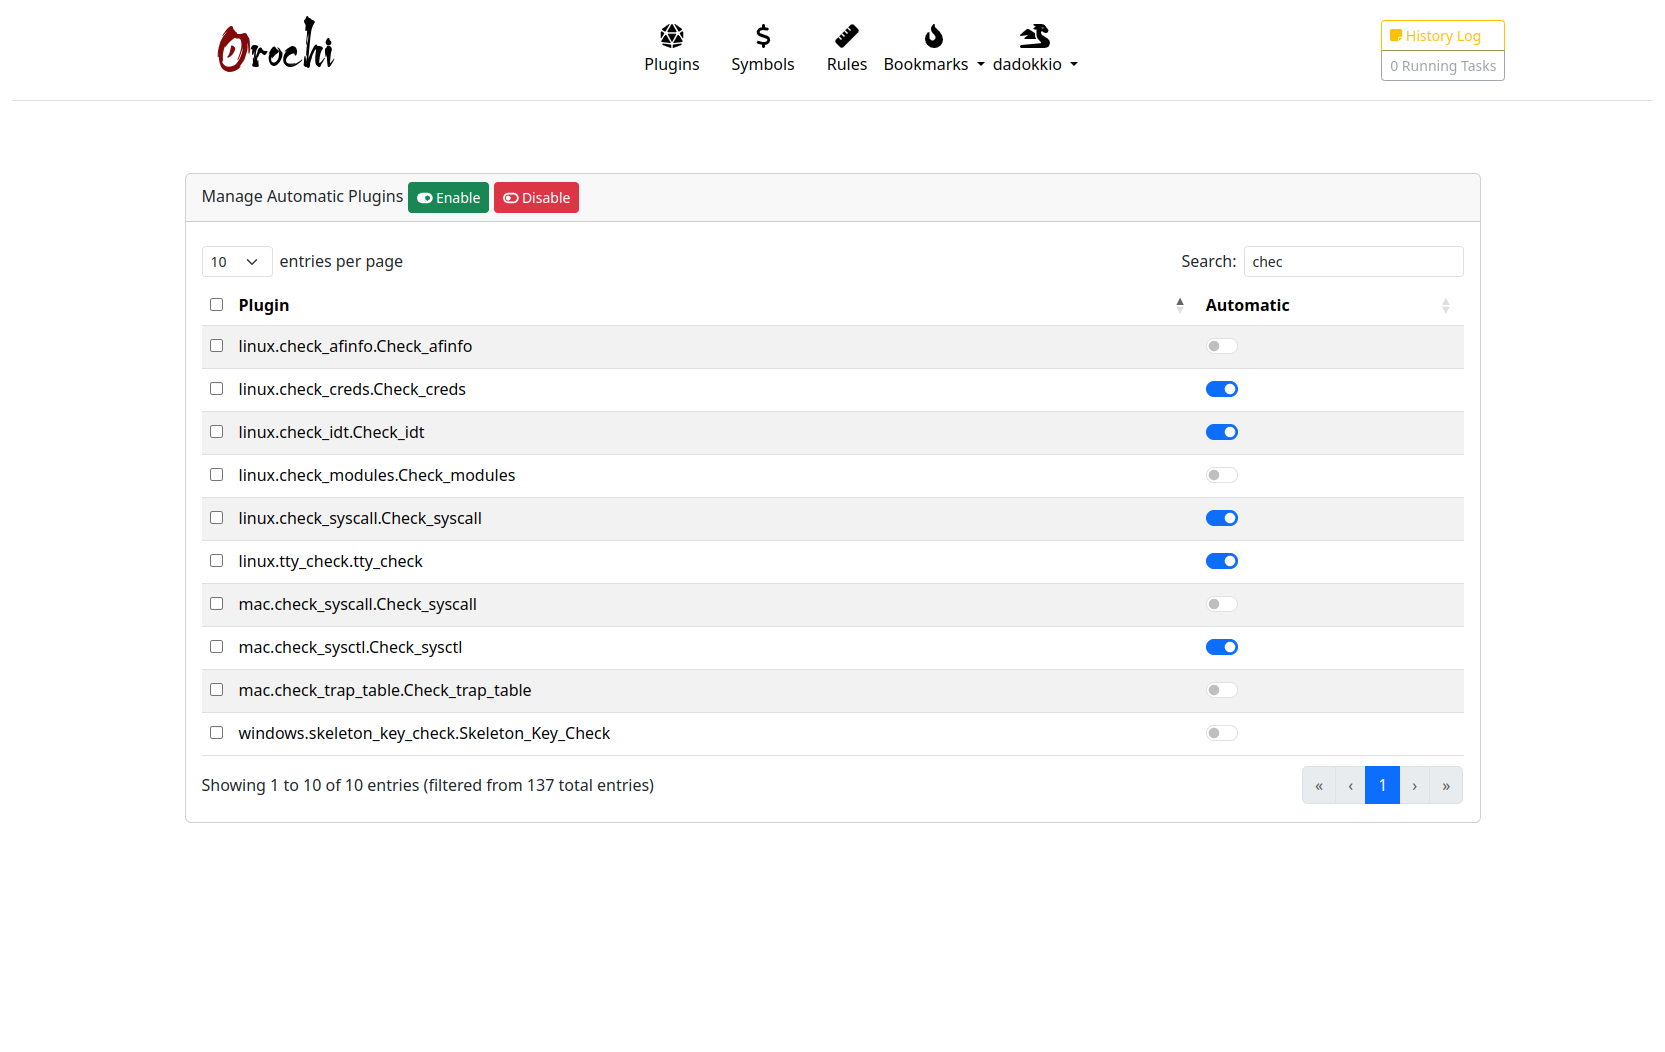 Orochi
Plugins
Symbols
Rules
Bookmarks
dadokkio
History Log
0 Running Tasks
Manage Automatic Plugins Enable Disable
10 entries per page
Search: chec
Plugin Automatic
linux.check_afinfo.Check_afinfo
linux.check_creds.Check_creds
linux.check_idt.Check_idt
linux.check_modules.Check_modules
linux.check_syscall.Check_syscall
linux.tty_check.tty_check
mac.check_syscall.Check_syscall
mac.check_sysctl.Check_sysctl
mac.check_trap_table.Check_trap_table
windows.skeleton_key_check.Skeleton_Key_Check
Showing 1 to 10 of 10 entries (filtered from 137 total entries)
« ‹ 1 › »